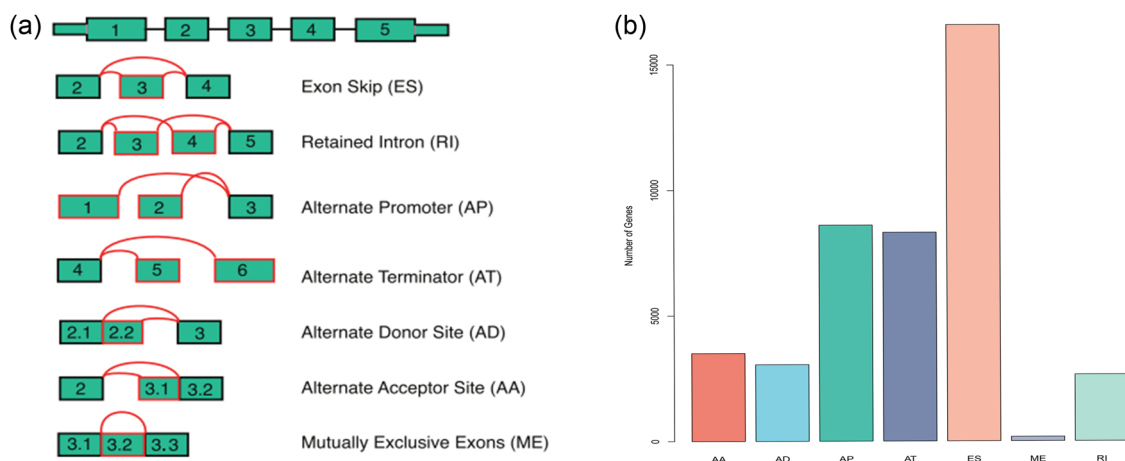 (a)
1 2 3 4 5
2 3 4 Exon Skip (ES)
2 3 4 5 Retained Intron (RI)
1 2 3 Alternate Promoter (AP)
4 5 6 Alternate Terminator (AT)
2.1 2.2 3 Alternate Donor Site (AD)
2 3.1 3.2 Alternate Acceptor Site (AA)
3.1 3.2 3.3 Mutually Exclusive Exons (ME)
(b)
Number of Genes
15000
10000
5000
0
AA AD AP AT ES ME RI